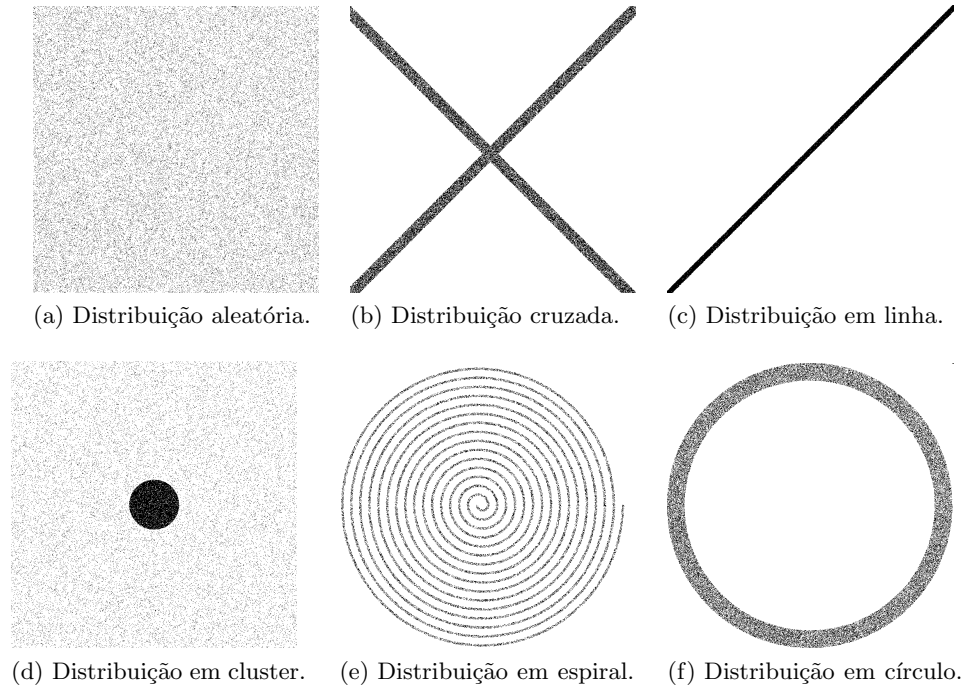 (a) Distribuição aleatória.
(b) Distribuição cruzada.
(c) Distribuição em linha.
(d) Distribuição em cluster.
(e) Distribuição em espiral.
(f) Distribuição em círculo.